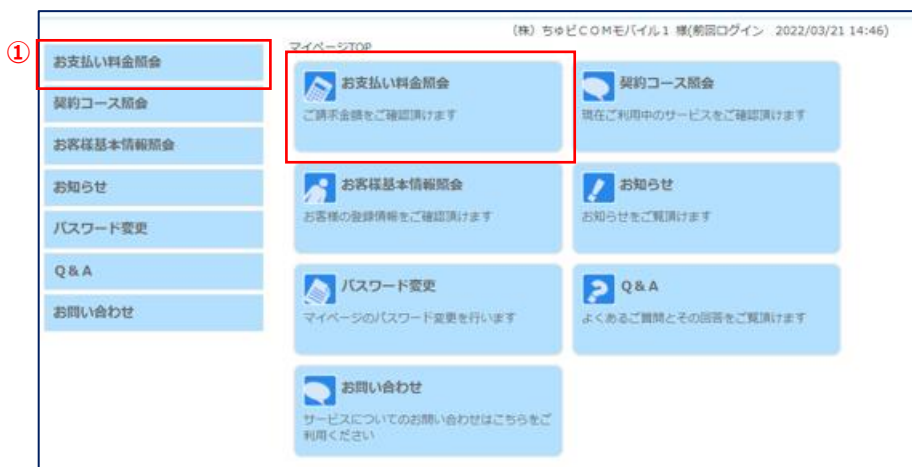 (株) ちゅピCOMモバイル1 様(前回ログイン 2022/03/21 14:46)
①
マイページTOP
お支払い料金照会
契約コース照会
お客様基本情報照会
お知らせ
パスワード変更
Q&A
お問い合わせ
お支払い料金照会
ご請求金額をご確認頂けます
契約コース照会
現在ご利用中のサービスをご確認頂けます
お客様基本情報照会
お客様の登録情報をご確認頂けます
お知らせ
お知らせをご覧頂けます
パスワード変更
マイページのパスワード変更を行います
Q&A
よくあるご質問とその回答をご覧頂けます
お問い合わせ
サービスについてのお問い合わせはこちらをご
利用ください